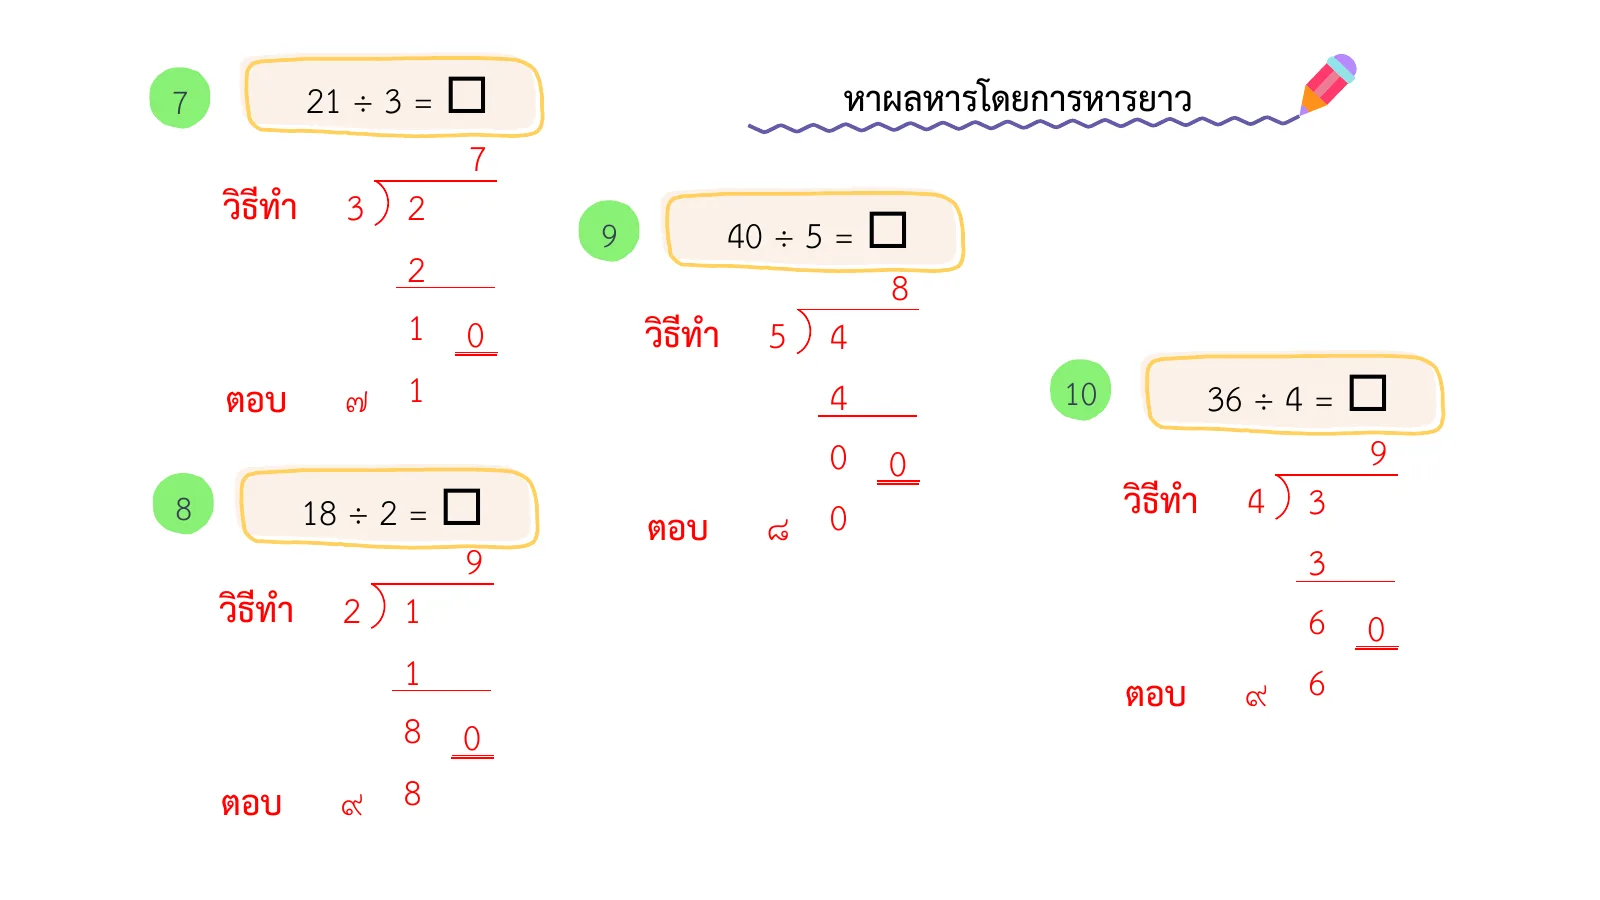 หาผลหารโดยการหารยาว
7
21 ÷ 3 = □
7
วิธีทำ 3 ) 2
2
1 0
1
ตอบ ๗
8
18 ÷ 2 = □
9
วิธีทำ 2 ) 1
1
8 0
8
ตอบ ๙
9
40 ÷ 5 = □
8
วิธีทำ 5 ) 4
4
0 0
0
ตอบ ๘
10
36 ÷ 4 = □
9
วิธีทำ 4 ) 3
3
6 0
6
ตอบ ๙